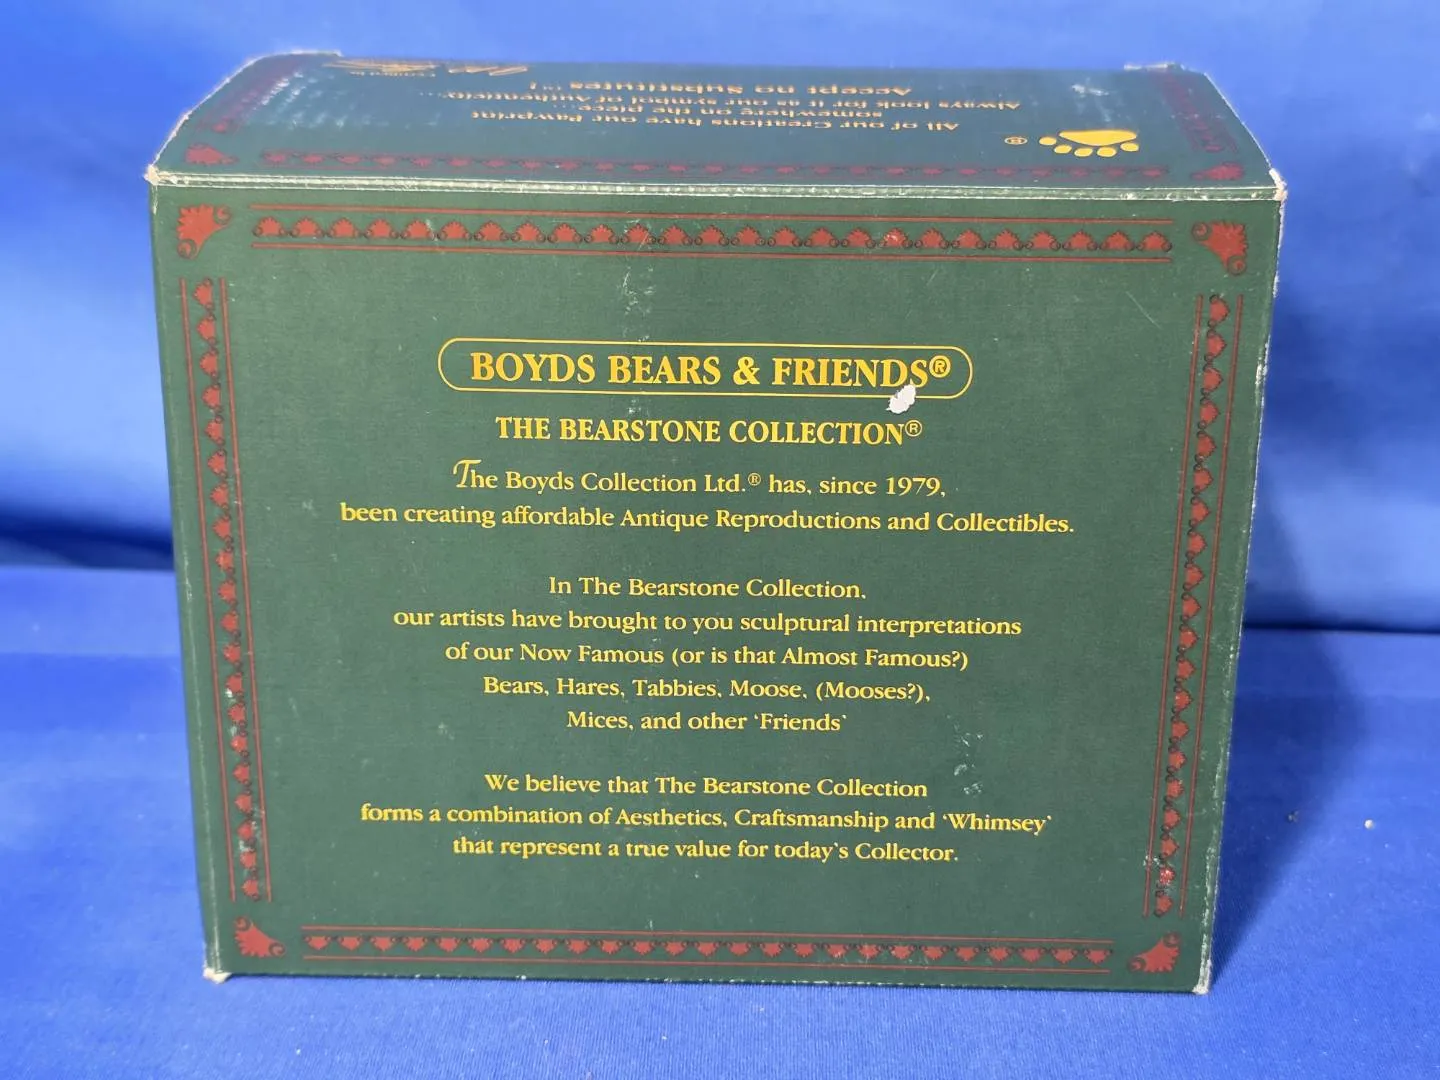 All of our Creations have our Pawprint
somewhere on the piece...
Always look for it as our symbol of Authenticity...
Accept no Substitutes™!
®
BOYDS BEARS & FRIENDS®
THE BEARSTONE COLLECTION®
The Boyds Collection Ltd.® has, since 1979,
been creating affordable Antique Reproductions and Collectibles.
In The Bearstone Collection,
our artists have brought to you sculptural interpretations
of our Now Famous (or is that Almost Famous?)
Bears, Hares, Tabbies, Moose, (Mooses?),
Mices, and other ‘Friends’
We believe that The Bearstone Collection
forms a combination of Aesthetics, Craftsmanship and ‘Whimsey’
that represent a true value for today's Collector.